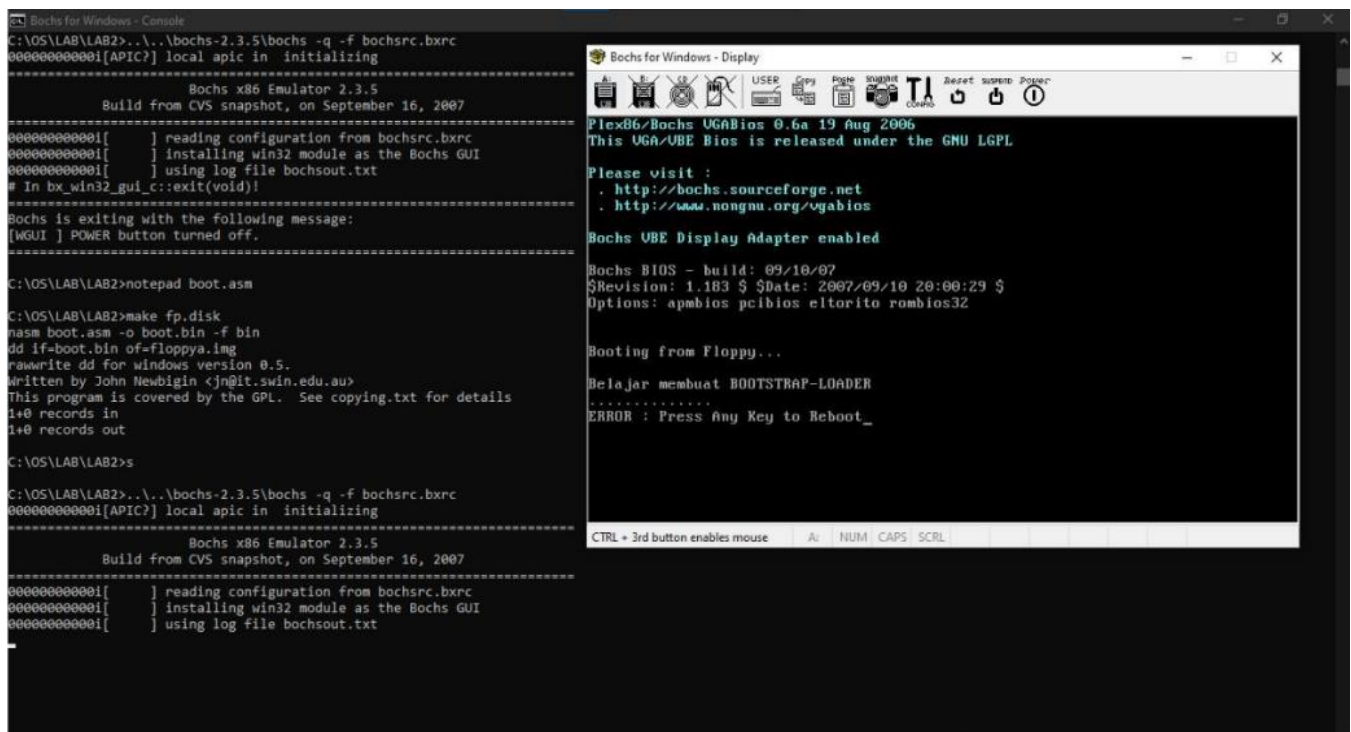 Bochs for Windows - Console
C:\OS\LAB\LAB2>..\..\bochs-2.3.5\bochs -q -f bochsrc.bxrc
00000000000i[APIC?] local apic in  initializing
========================================================================
Bochs x86 Emulator 2.3.5
Build from CVS snapshot, on September 16, 2007
========================================================================
00000000000i[     ] reading configuration from bochsrc.bxrc
00000000000i[     ] installing win32 module as the Bochs GUI
00000000000i[     ] using log file bochsout.txt
# In bx_win32_gui_c::exit(void)!
========================================================================
Bochs is exiting with the following message:
[WGUI ] POWER button turned off.
========================================================================
C:\OS\LAB\LAB2>notepad boot.asm
C:\OS\LAB\LAB2>make fp.disk
nasm boot.asm -o boot.bin -f bin
dd if=boot.bin of=floppya.img
rawwrite dd for windows version 0.5.
Written by John Newbigin <jn@it.swin.edu.au>
This program is covered by the GPL.  See copying.txt for details
1+0 records in
1+0 records out
C:\OS\LAB\LAB2>s
C:\OS\LAB\LAB2>..\..\bochs-2.3.5\bochs -q -f bochsrc.bxrc
00000000000i[APIC?] local apic in  initializing
========================================================================
Bochs x86 Emulator 2.3.5
Build from CVS snapshot, on September 16, 2007
========================================================================
00000000000i[     ] reading configuration from bochsrc.bxrc
00000000000i[     ] installing win32 module as the Bochs GUI
00000000000i[     ] using log file bochsout.txt
Bochs for Windows - Display
A: B: CD USER Copy Paste snapshot CONFIG Reset SUSPEND Power
Plex86/Bochs VGABios 0.6a 19 Aug 2006
This VGA/VBE Bios is released under the GNU LGPL
Please visit :
. http://bochs.sourceforge.net
. http://www.nongnu.org/vgabios
Bochs VBE Display Adapter enabled
Bochs BIOS - build: 09/10/07
$Revision: 1.183 $ $Date: 2007/09/10 20:00:29 $
Options: apmbios pcibios eltorito rombios32
Booting from Floppy...
Belajar membuat BOOTSTRAP-LOADER
..............
ERROR : Press Any Key to Reboot_
CTRL + 3rd button enables mouse A: NUM CAPS SCRL